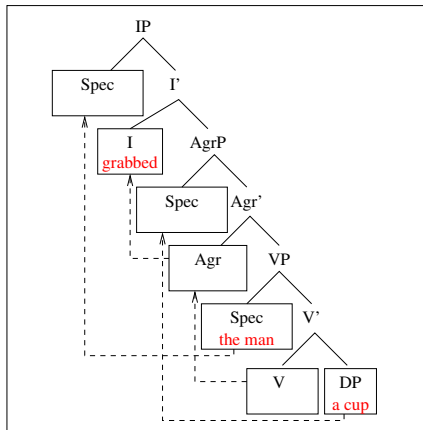 IP
Spec I'
I AgrP
grabbed
Spec Agr'
Agr VP
Spec V'
the man
V DP
a cup